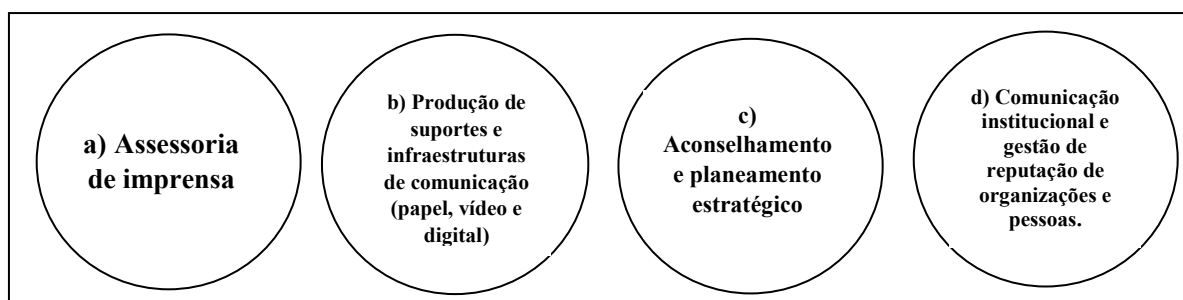 a) Assessoria
de imprensa
b) Produção de
suportes e
infraestruturas
de comunicação
(papel, vídeo e
digital)
c)
Aconselhamento
e planeamento
estratégico
d) Comunicação
institucional e
gestão de
reputação de
organizações e
pessoas.